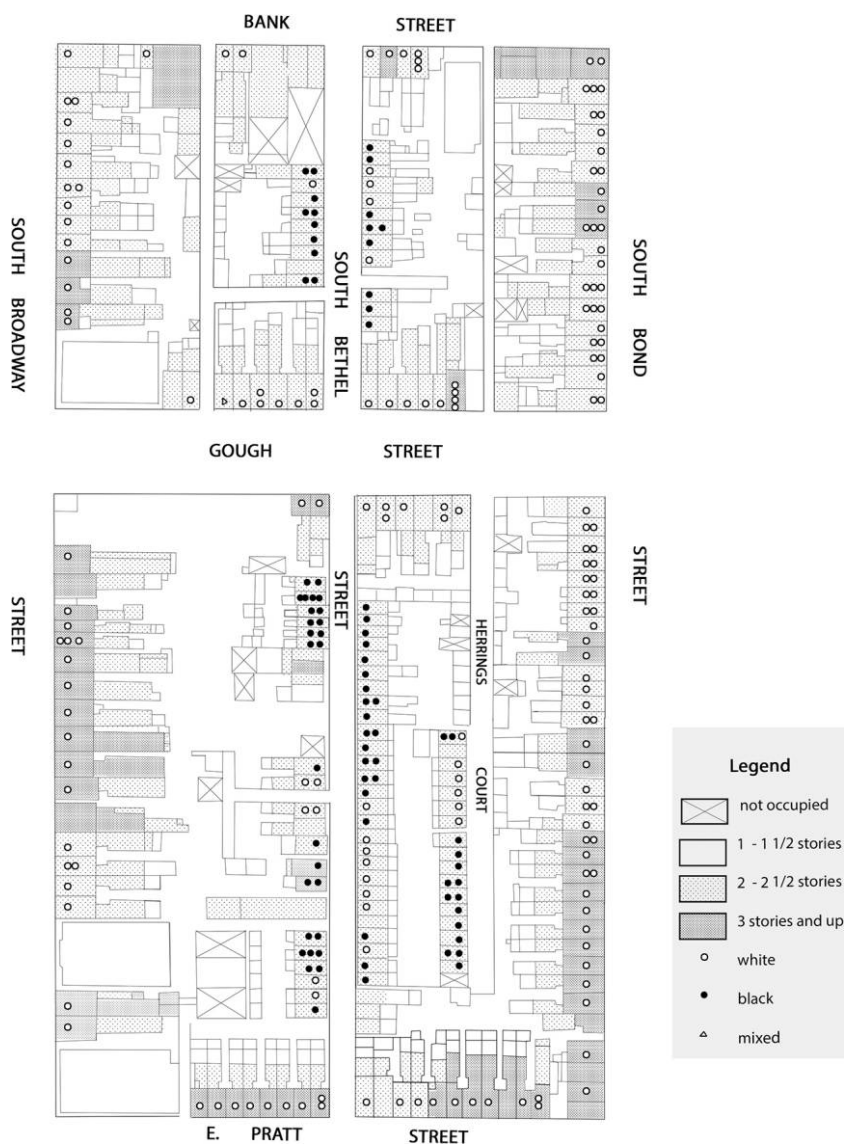 BANK STREET
SOUTH BROADWAY
SOUTH BETHEL
SOUTH BOND
GOUGH STREET
STREET
STREET
STREET
HERRINGS
COURT
E. PRATT STREET
Legend
not occupied
1 - 1 1/2 stories
2 - 2 1/2 stories
3 stories and up
white
black
mixed